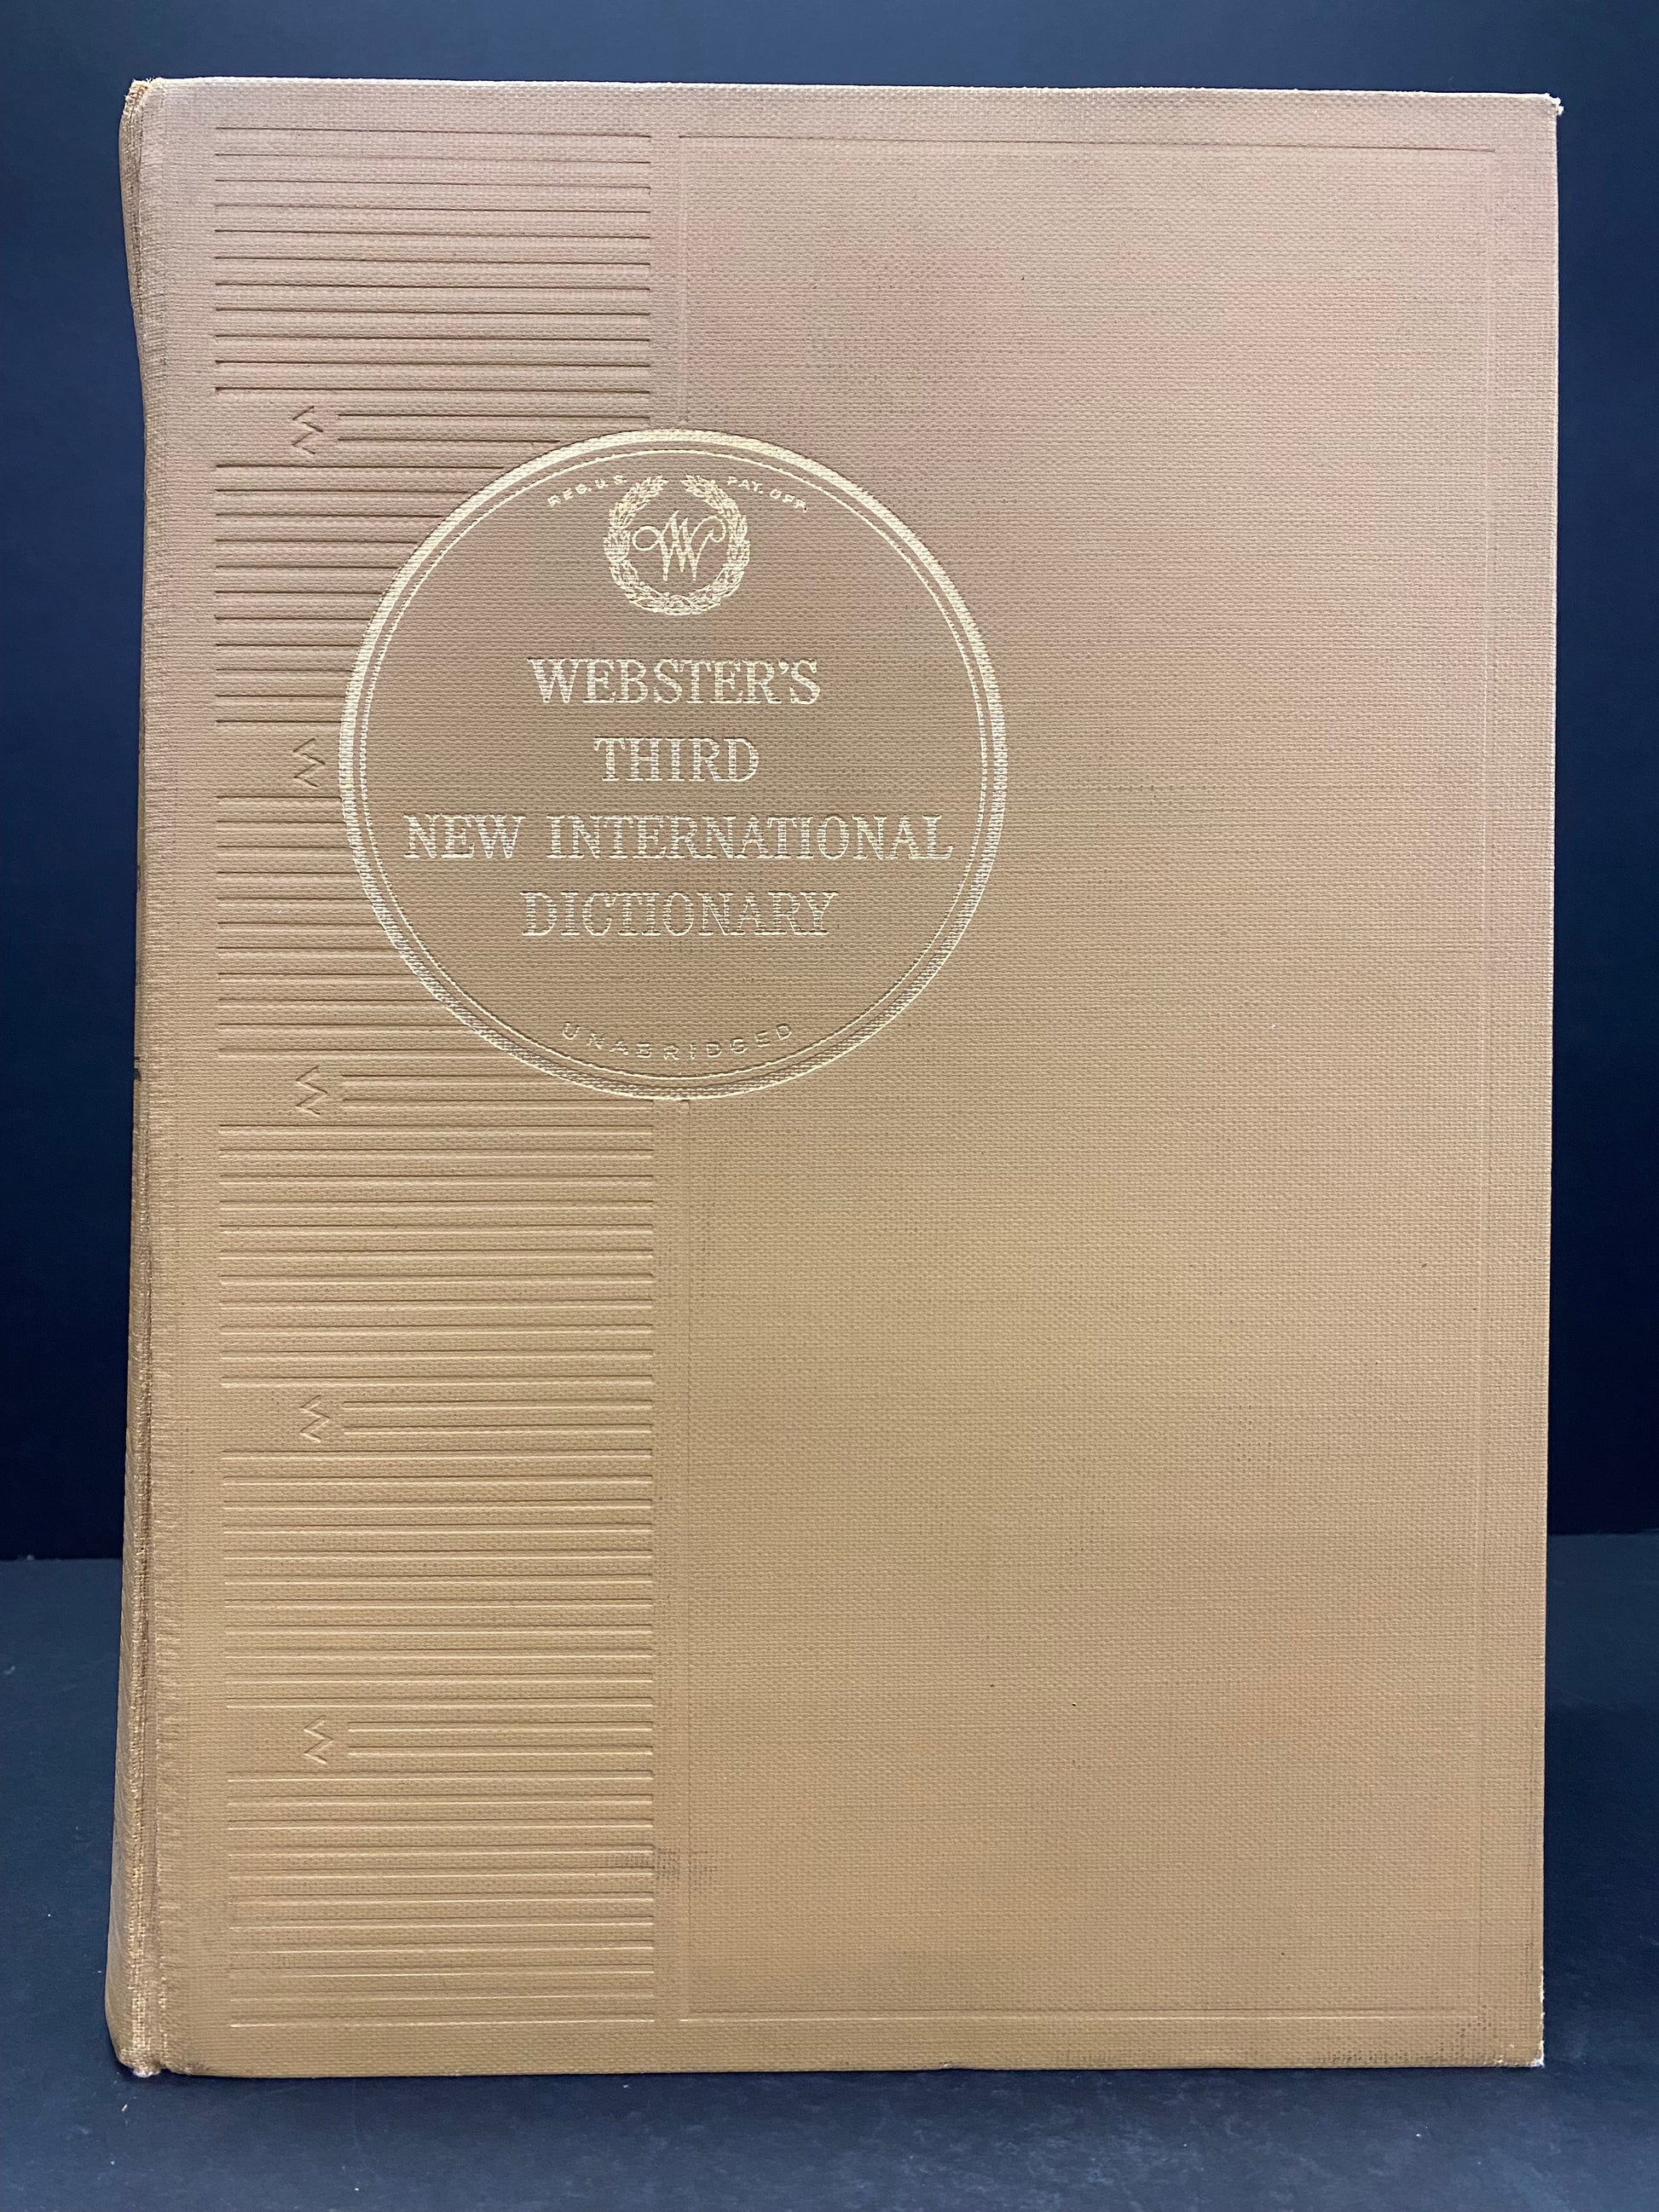 REG. U.S. PAT. OFF.
W
WEBSTER'S
THIRD
NEW INTERNATIONAL
DICTIONARY
UNABRIDGED